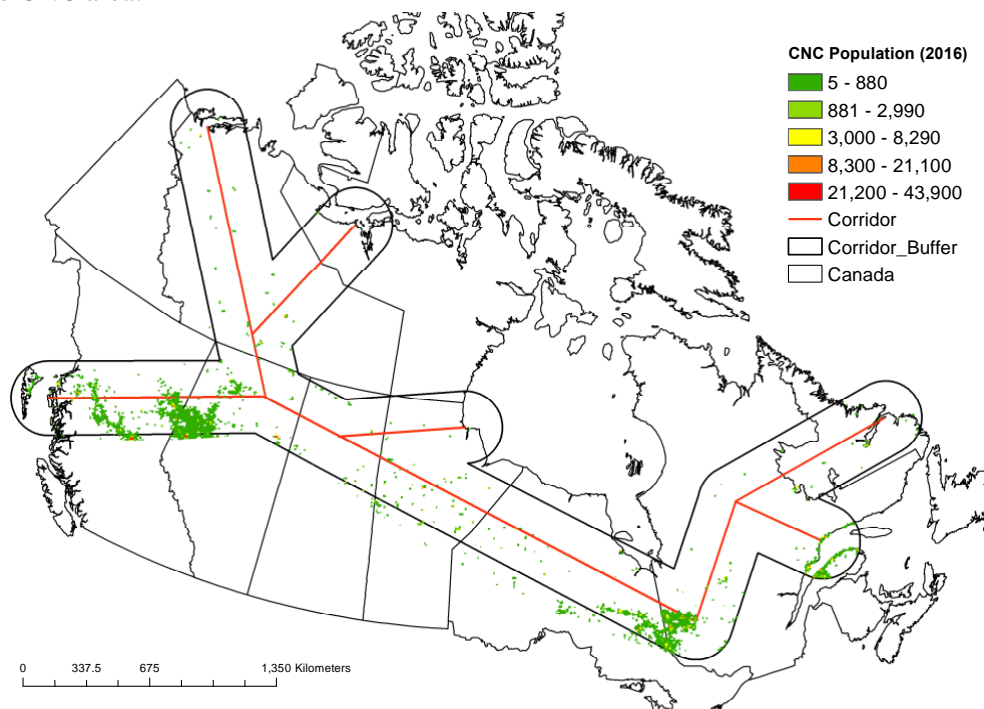 CNC Population (2016)
5 - 880
881 - 2,990
3,000 - 8,290
8,300 - 21,100
21,200 - 43,900
Corridor
Corridor_Buffer
Canada
0 337.5 675 1,350 Kilometers